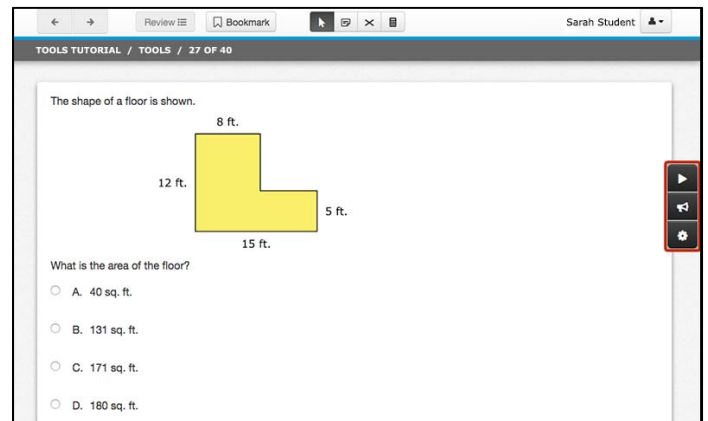 Review
Bookmark
Sarah Student
TOOLS TUTORIAL / TOOLS / 27 OF 40
The shape of a floor is shown.
8 ft.
12 ft.
5 ft.
15 ft.
What is the area of the floor?
A. 40 sq. ft.
B. 131 sq. ft.
C. 171 sq. ft.
D. 180 sq. ft.